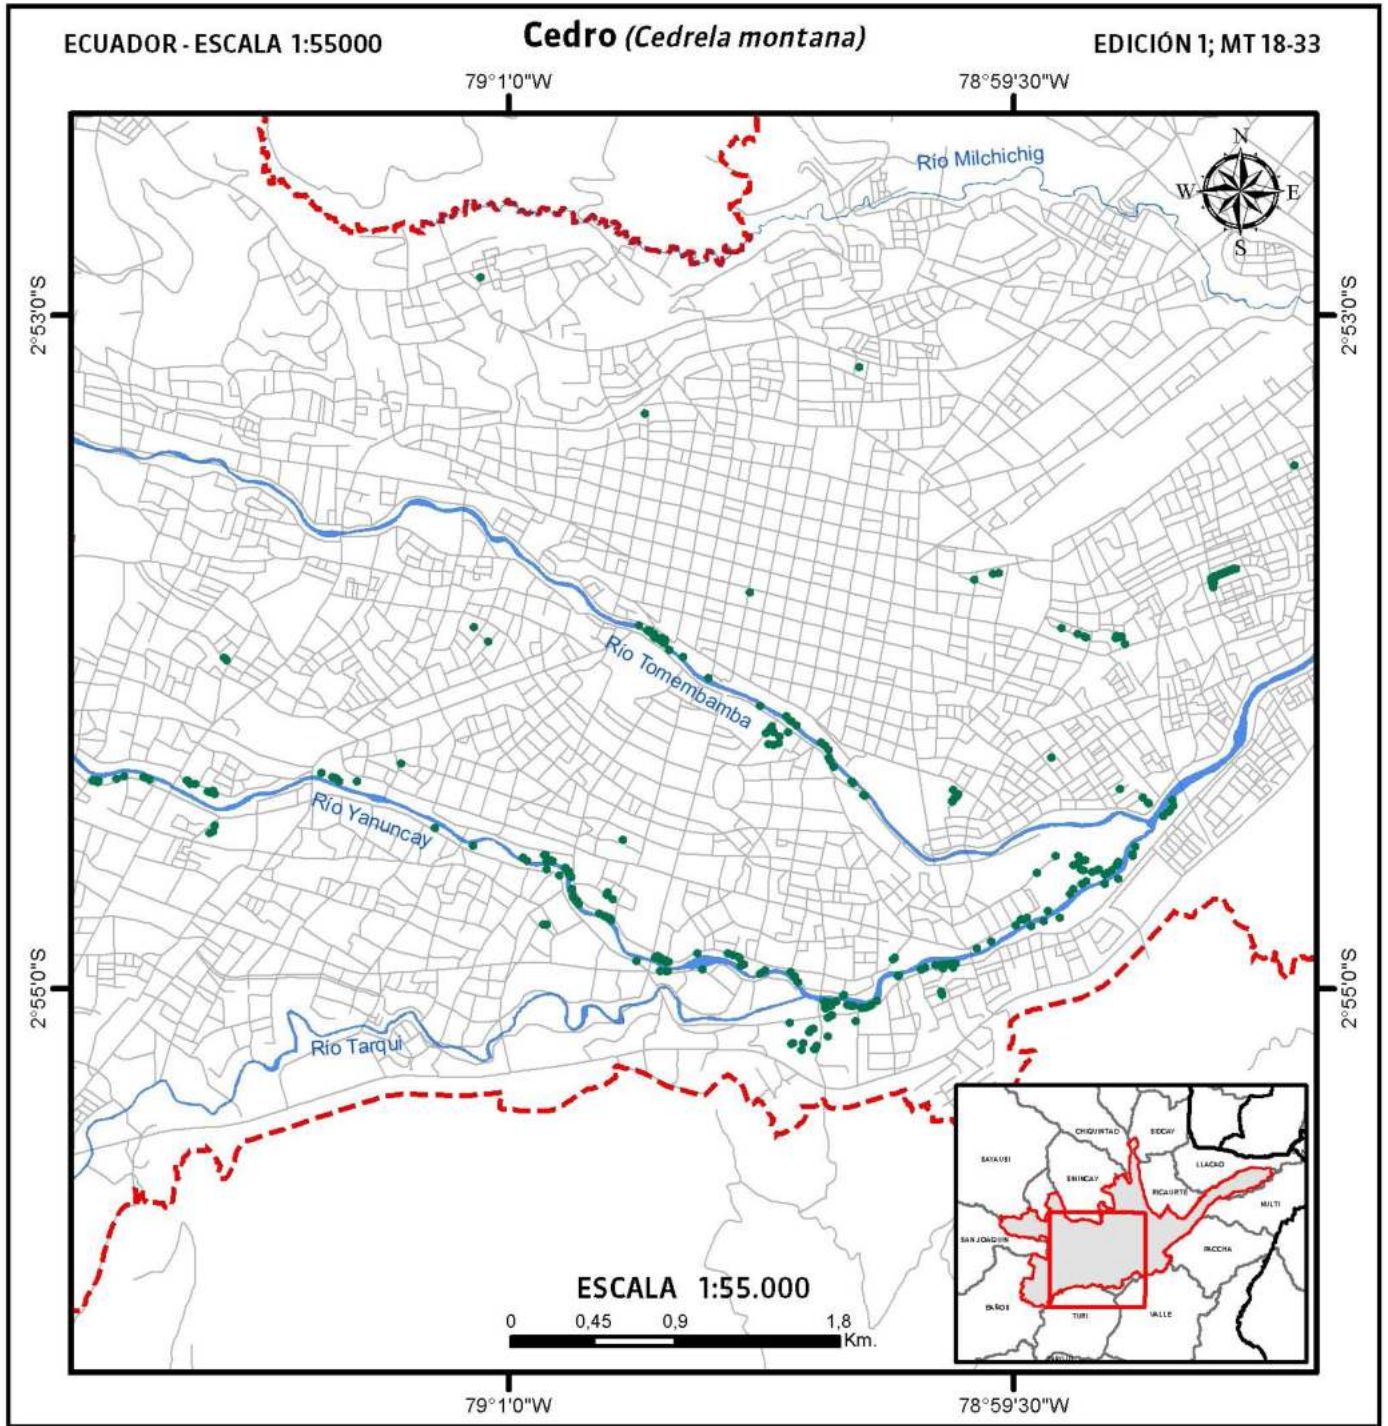 ECUADOR - ESCALA 1:55000
Cedro (Cedrela montana)
EDICIÓN 1; MT 18-33
79°1'0"W
78°59'30"W
Río Milchichig
N
W
E
S
2°53'0"S
2°53'0"S
Río Tomembamba
Río Yanuncay
2°55'0"S
2°55'0"S
Río Tarqui
CHIQUINTAD
SIDCAY
SAYAUSI
LLACAO
SININCAY
RICAURTE
NULTI
SAN JOAQUIN
PACCHA
BAÑOS
TURI
VALLE
ESCALA 1:55.000
0
0,45
0,9
1,8
Km.
79°1'0"W
78°59'30"W